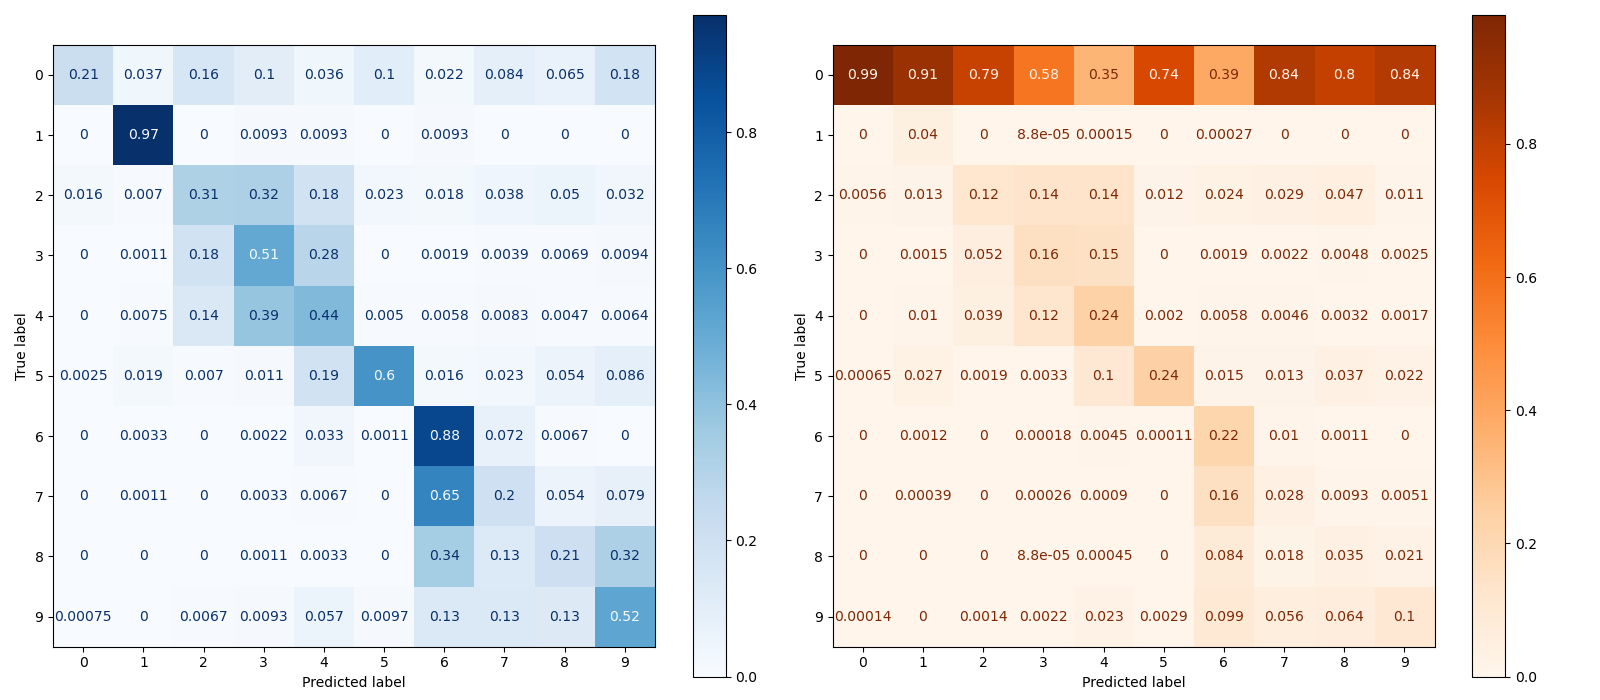 0 0.21 0.037 0.16 0.1 0.036 0.1 0.022 0.084 0.065 0.18
1 0 0.97 0 0.0093 0.0093 0 0.0093 0 0 0
2 0.016 0.007 0.31 0.32 0.18 0.023 0.018 0.038 0.05 0.032
3 0 0.0011 0.18 0.51 0.28 0 0.0019 0.0039 0.0069 0.0094
4 0 0.0075 0.14 0.39 0.44 0.005 0.0058 0.0083 0.0047 0.0064
5 0.0025 0.019 0.007 0.011 0.19 0.6 0.016 0.023 0.054 0.086
6 0 0.0033 0 0.0022 0.033 0.0011 0.88 0.072 0.0067 0
7 0 0.0011 0 0.0033 0.0067 0 0.65 0.2 0.054 0.079
8 0 0 0 0.0011 0.0033 0 0.34 0.13 0.21 0.32
9 0.00075 0 0.0067 0.0093 0.057 0.0097 0.13 0.13 0.13 0.52
0 1 2 3 4 5 6 7 8 9
Predicted label
True label
0.8
0.6
0.4
0.2
0.0
0 0.99 0.91 0.79 0.58 0.35 0.74 0.39 0.84 0.8 0.84
1 0 0.04 0 8.8e-05 0.00015 0 0.00027 0 0 0
2 0.0056 0.013 0.12 0.14 0.14 0.012 0.024 0.029 0.047 0.011
3 0 0.0015 0.052 0.16 0.15 0 0.0019 0.0022 0.0048 0.0025
4 0 0.01 0.039 0.12 0.24 0.002 0.0058 0.0046 0.0032 0.0017
5 0.00065 0.027 0.0019 0.0033 0.1 0.24 0.015 0.013 0.037 0.022
6 0 0.0012 0 0.00018 0.0045 0.00011 0.22 0.01 0.0011 0
7 0 0.00039 0 0.00026 0.0009 0 0.16 0.028 0.0093 0.0051
8 0 0 0 8.8e-05 0.00045 0 0.084 0.018 0.035 0.021
9 0.00014 0 0.0014 0.0022 0.023 0.0029 0.099 0.056 0.064 0.1
0 1 2 3 4 5 6 7 8 9
Predicted label
True label
0.8
0.6
0.4
0.2
0.0